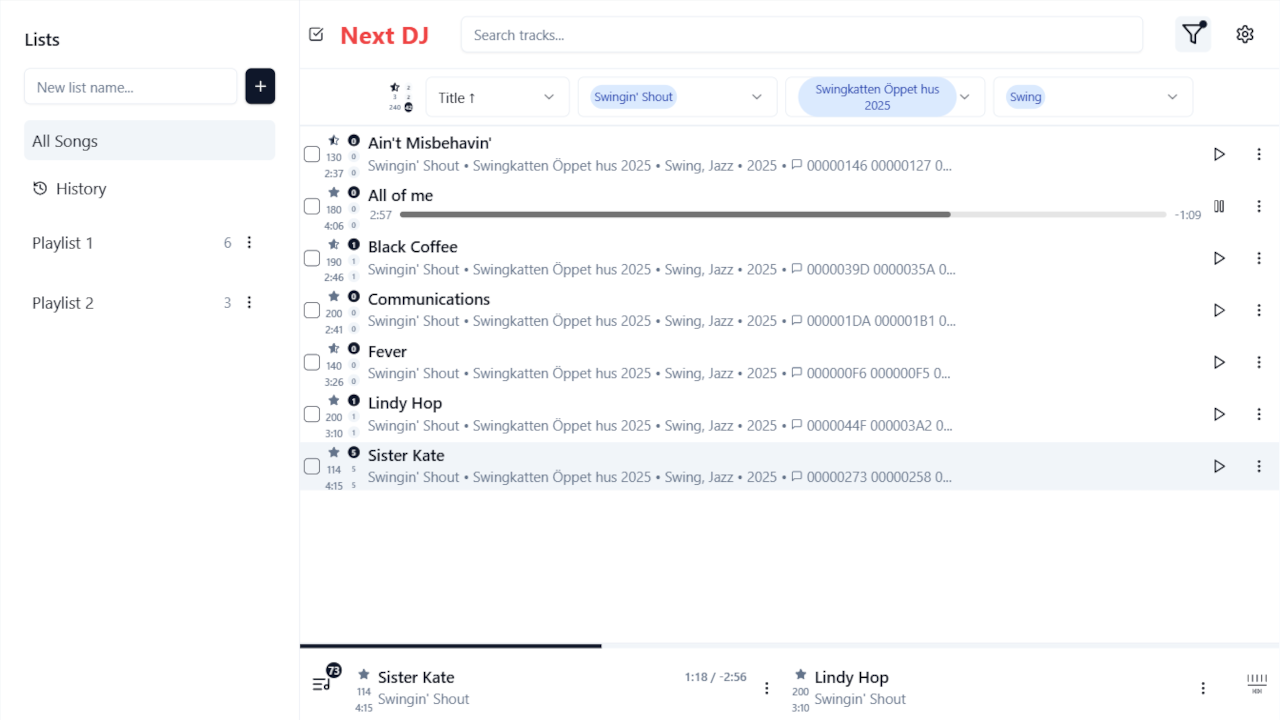 Lists
Next DJ
Search tracks...
New list name...
+
All Songs
History
Playlist 1 6
Playlist 2 3
240
Title ↑
Swingin' Shout
Swingkatten Öppet hus
2025
Swing
0
Ain't Misbehavin'
130 0
Swingin' Shout • Swingkatten Öppet hus 2025 • Swing, Jazz • 2025 • 00000146 00000127 0...
2:37 0
0
All of me
180 0
2:57 -1:09
4:06 0
1
Black Coffee
190 1
Swingin' Shout • Swingkatten Öppet hus 2025 • Swing, Jazz • 2025 • 0000039D 0000035A 0...
2:46 1
0
Communications
200 0
Swingin' Shout • Swingkatten Öppet hus 2025 • Swing, Jazz • 2025 • 000001DA 000001B1 0...
2:41 0
0
Fever
140 0
Swingin' Shout • Swingkatten Öppet hus 2025 • Swing, Jazz • 2025 • 000000F6 000000F5 0...
3:26 0
1
Lindy Hop
200 1
Swingin' Shout • Swingkatten Öppet hus 2025 • Swing, Jazz • 2025 • 0000044F 000003A2 0...
3:10 1
5
Sister Kate
114 5
Swingin' Shout • Swingkatten Öppet hus 2025 • Swing, Jazz • 2025 • 00000273 00000258 0...
4:15 5
73
Sister Kate
1:18 / -2:56
114
Swingin' Shout
4:15
Lindy Hop
200
Swingin' Shout
3:10